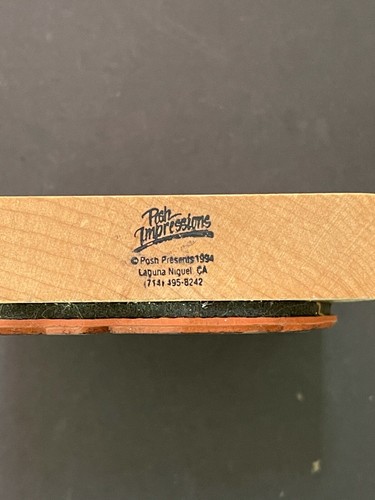 Posh
Impressions
© Posh Presents 1994
Laguna Niguel, CA
(714) 495-8242